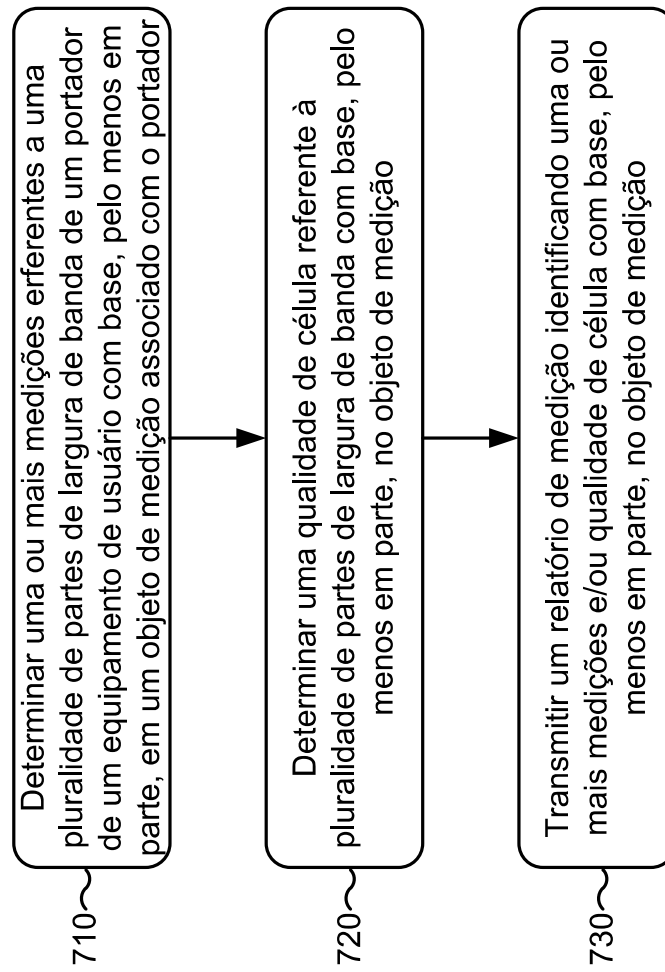 710
Determinar uma ou mais medições erferentes a uma
pluralidade de partes de largura de banda de um portador
de um equipamento de usuário com base, pelo menos em
parte, em um objeto de medição associado com o portador
720
Determinar uma qualidade de célula referente à
pluralidade de partes de largura de banda com base, pelo
menos em parte, no objeto de medição
730
Transmitir um relatório de medição identificando uma ou
mais medições e/ou qualidade de célula com base, pelo
menos em parte, no objeto de medição